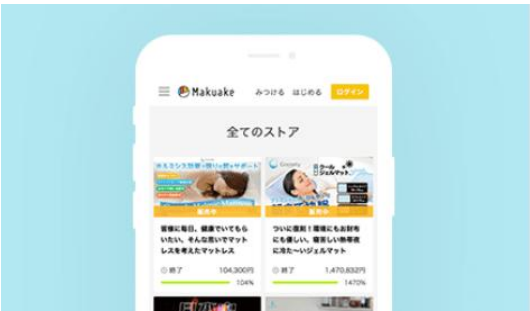 Makuake
みつける はじめる ログイン
全てのストア
販売中
皆様に毎日、健康でいてもら
いたい。そんな思いでマット
レスを考えたマットレス
終了 104,300円
104%
販売中
ついに復刻！環境にもお財布
にも優しい、寝苦しい熱帯夜
に冷た〜いジェルマット
終了 1,470,832円
1470%